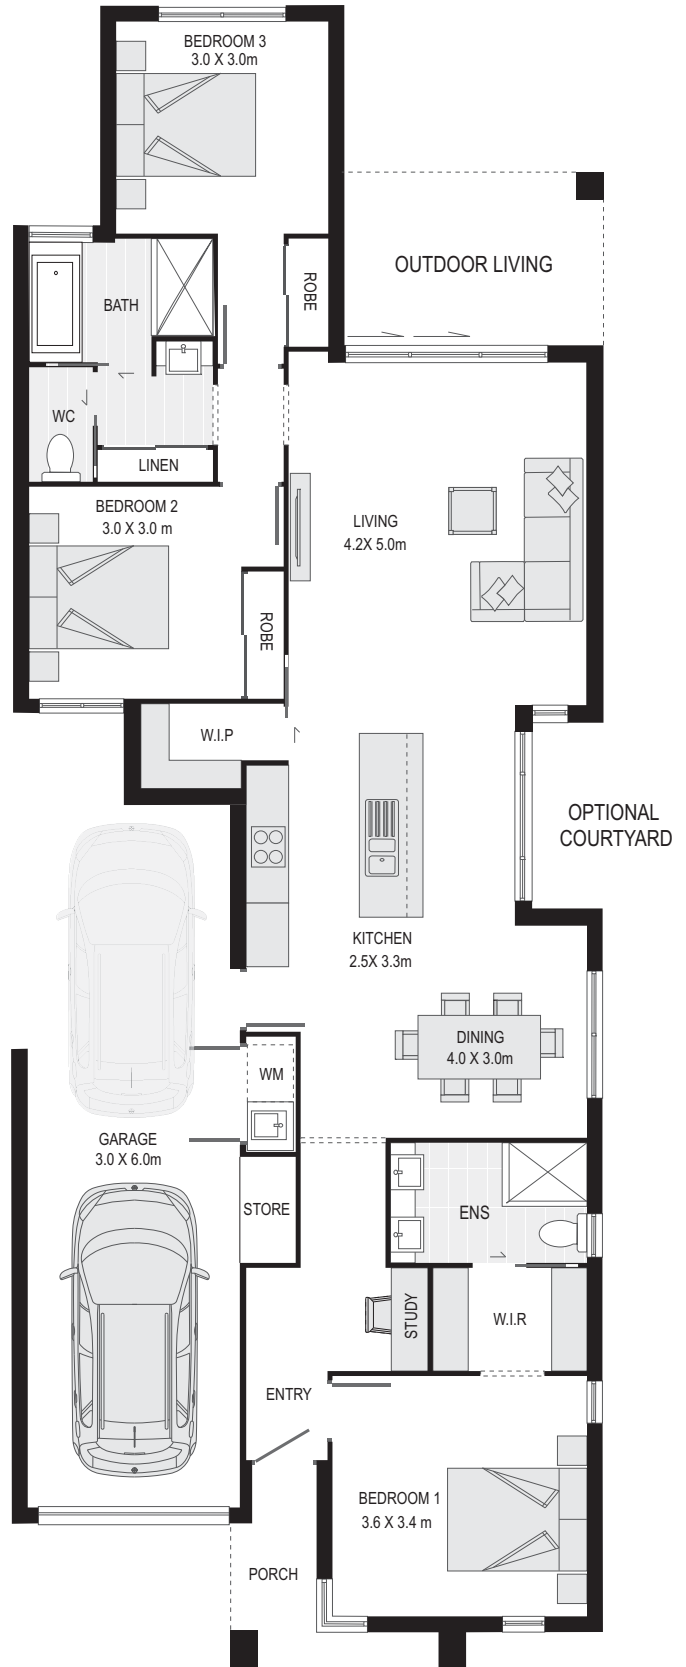 BEDROOM 3
3.0 X 3.0m
OUTDOOR LIVING
ROBE
BATH
WC
LINEN
BEDROOM 2
3.0 X 3.0 m
LIVING
4.2X 5.0m
ROBE
W.I.P
OPTIONAL
COURTYARD
KITCHEN
2.5X 3.3m
DINING
4.0 X 3.0m
WM
GARAGE
3.0 X 6.0m
STORE
ENS
STUDY
W.I.R
ENTRY
BEDROOM 1
3.6 X 3.4 m
PORCH